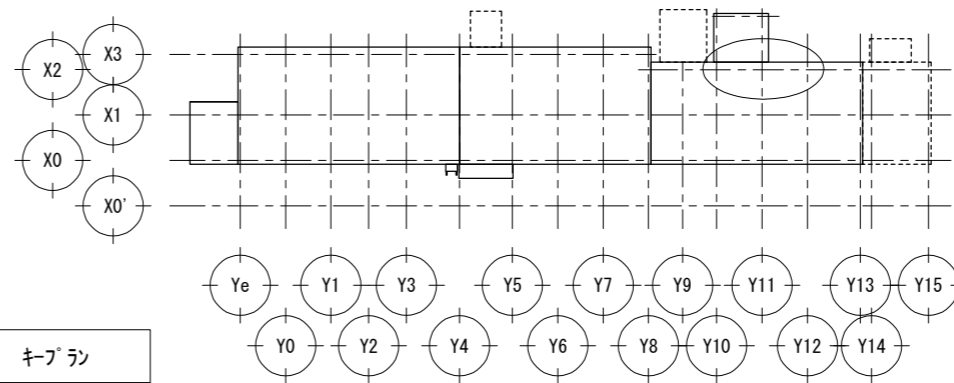 X3
X2
X1
X0
X0'
Ye Y1 Y3 Y5 Y7 Y9 Y11 Y13 Y15
Y0 Y2 Y4 Y6 Y8 Y10 Y12 Y14
キープラン